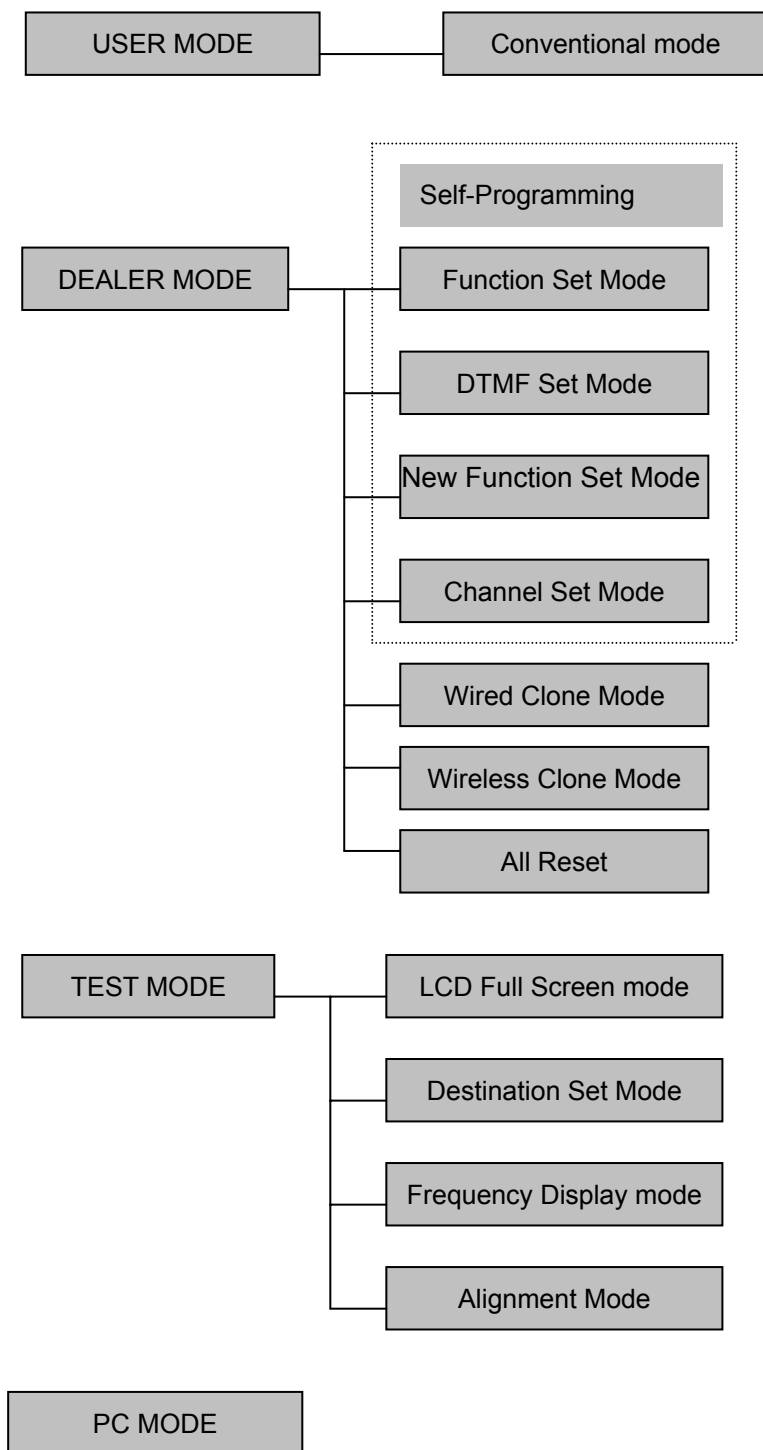 USER MODE
Conventional mode
Self-Programming
DEALER MODE
Function Set Mode
DTMF Set Mode
New Function Set Mode
Channel Set Mode
Wired Clone Mode
Wireless Clone Mode
All Reset
TEST MODE
LCD Full Screen mode
Destination Set Mode
Frequency Display mode
Alignment Mode
PC MODE